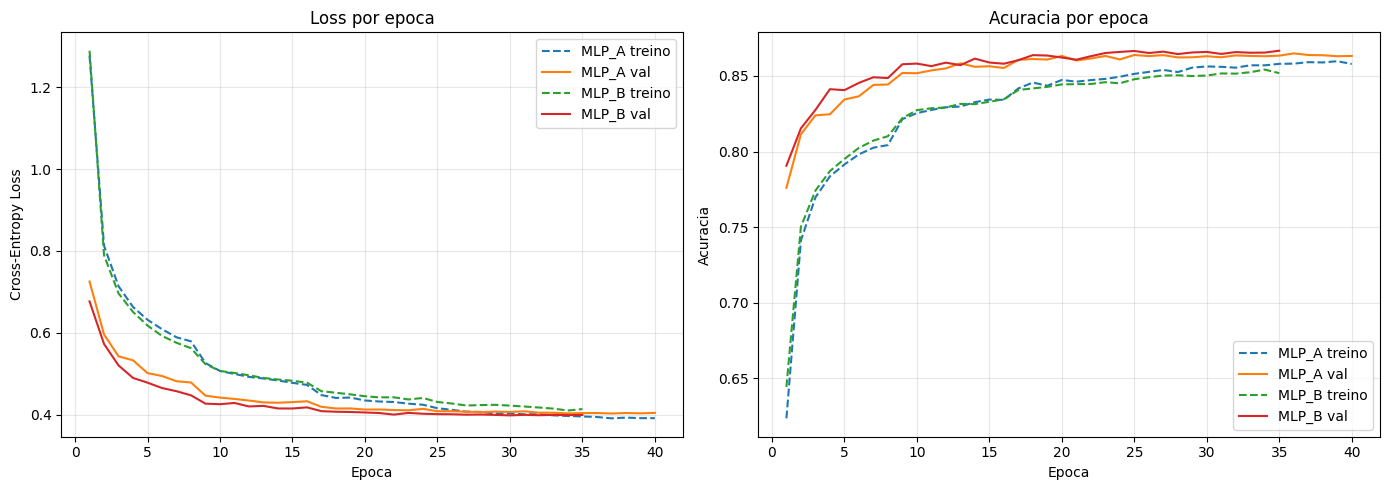 Loss por epoca
Cross-Entropy Loss
1.2
1.0
0.8
0.6
0.4
MLP_A treino
MLP_A val
MLP_B treino
MLP_B val
0 5 10 15 20 25 30 35 40
Epoca
Acuracia por epoca
Acuracia
0.85
0.80
0.75
0.70
0.65
MLP_A treino
MLP_A val
MLP_B treino
MLP_B val
0 5 10 15 20 25 30 35 40
Epoca